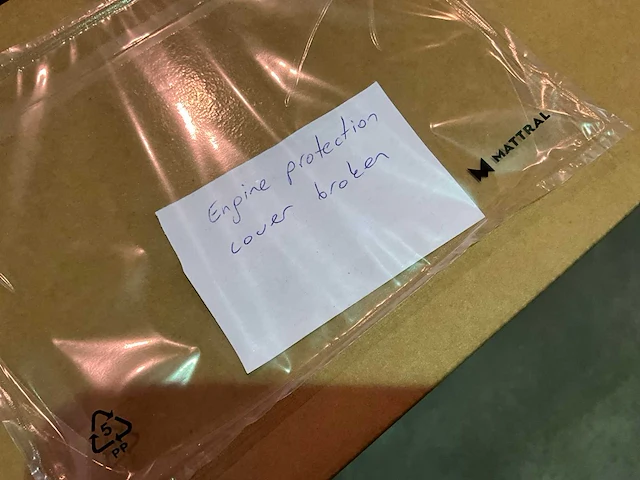 Engine protection
cover broken
MATTRAL
5
PP